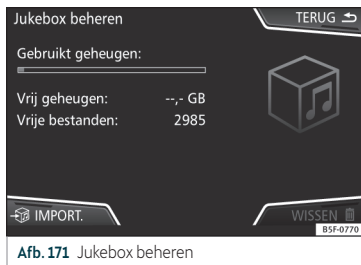 Jukebox beheren
TERUG
Gebruikt geheugen:
Vrij geheugen: --,- GB
Vrije bestanden: 2985
IMPORT.
WISSEN
B5F-0770
Afb. 171 Jukebox beheren